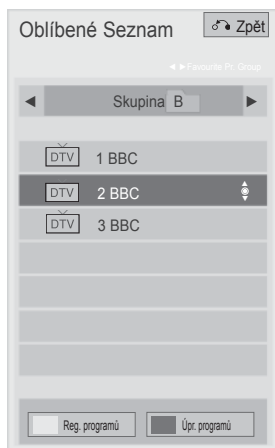 Oblíbené Seznam
Zpět
◄ ►Favourite Pr. Group
◄ Skupina B ►
DTV 1 BBC
DTV 2 BBC
DTV 3 BBC
Reg. programů
Úpr. programů